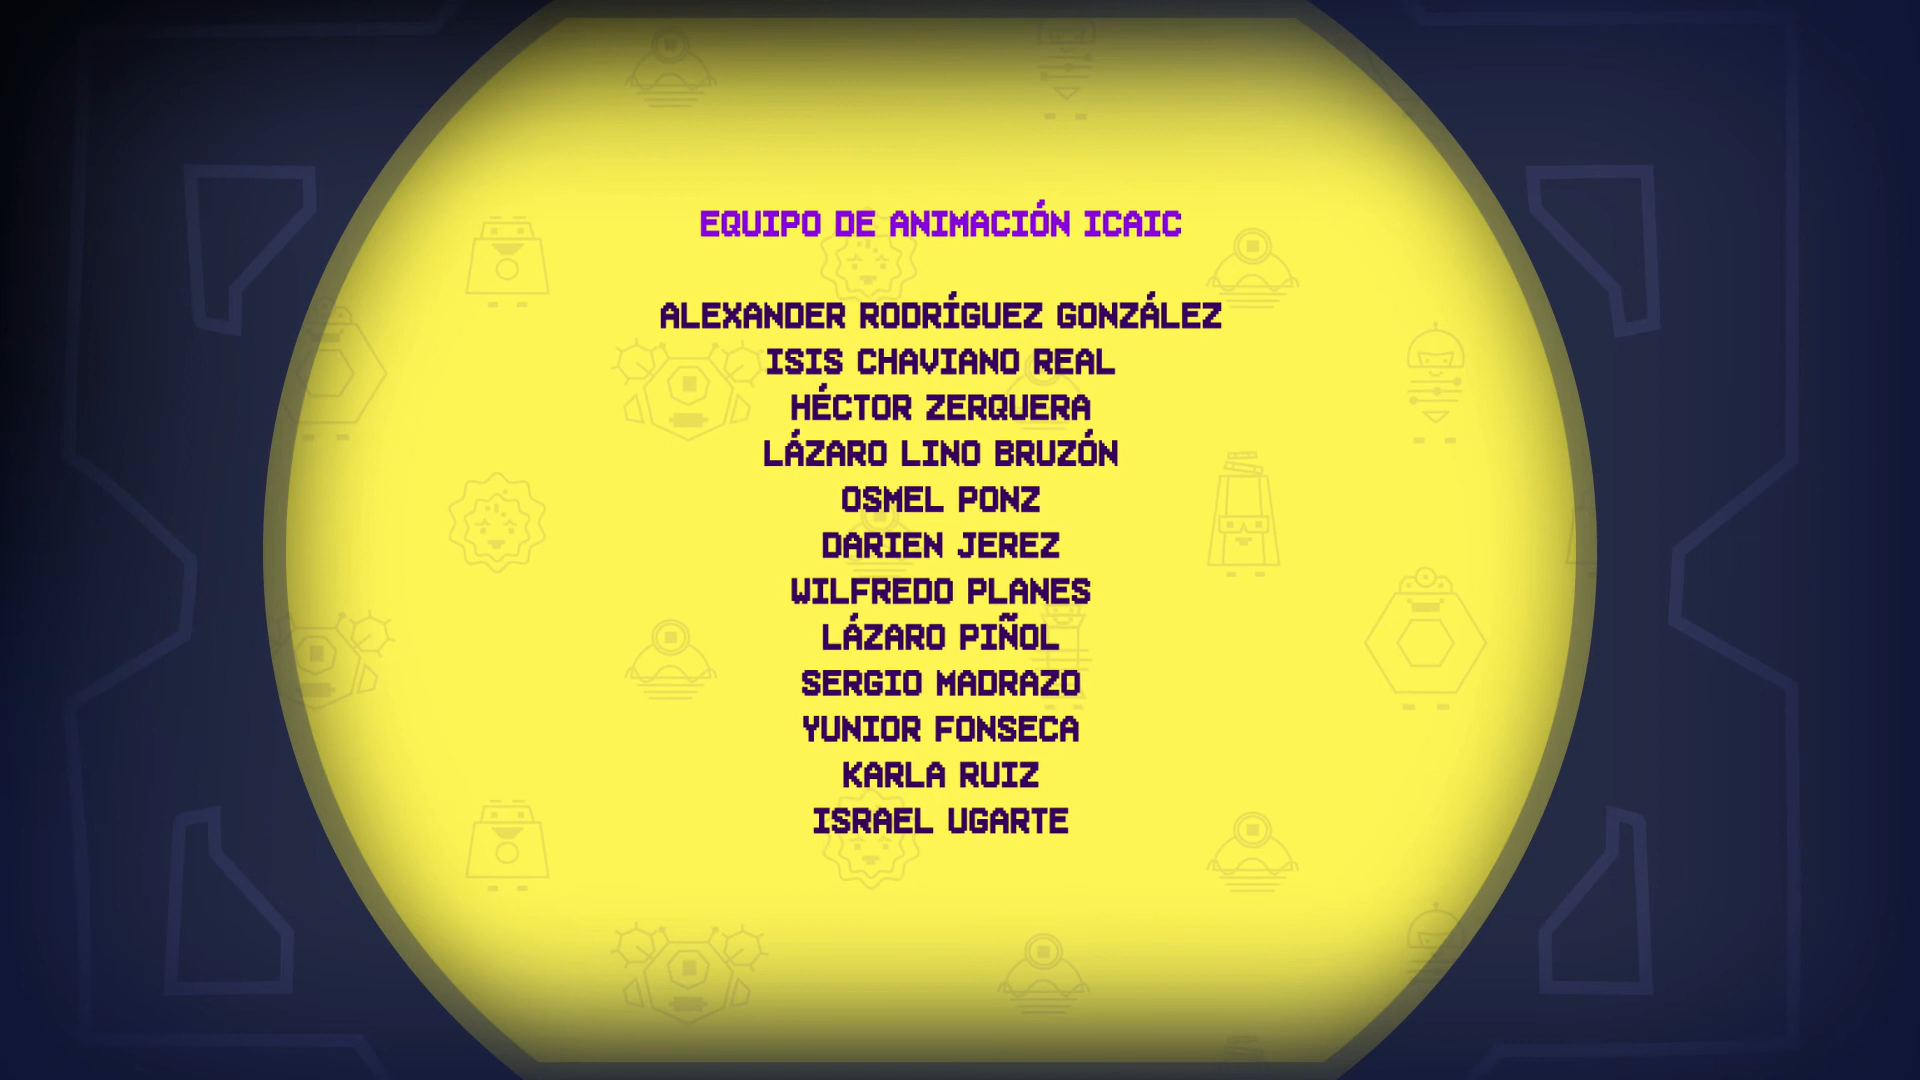 EQUIPO DE ANIMACIÓN ICAIC
ALEXANDER RODRÍGUEZ GONZÁLEZ
ISIS CHAVIANO REAL
HÉCTOR ZERQUERA
LÁZARO LINO BRUZÓN
OSMEL PONZ
DARIEN JEREZ
WILFREDO PLANES
LÁZARO PIÑOL
SERGIO MADRAZO
YUNIOR FONSECA
KARLA RUIZ
ISRAEL UGARTE